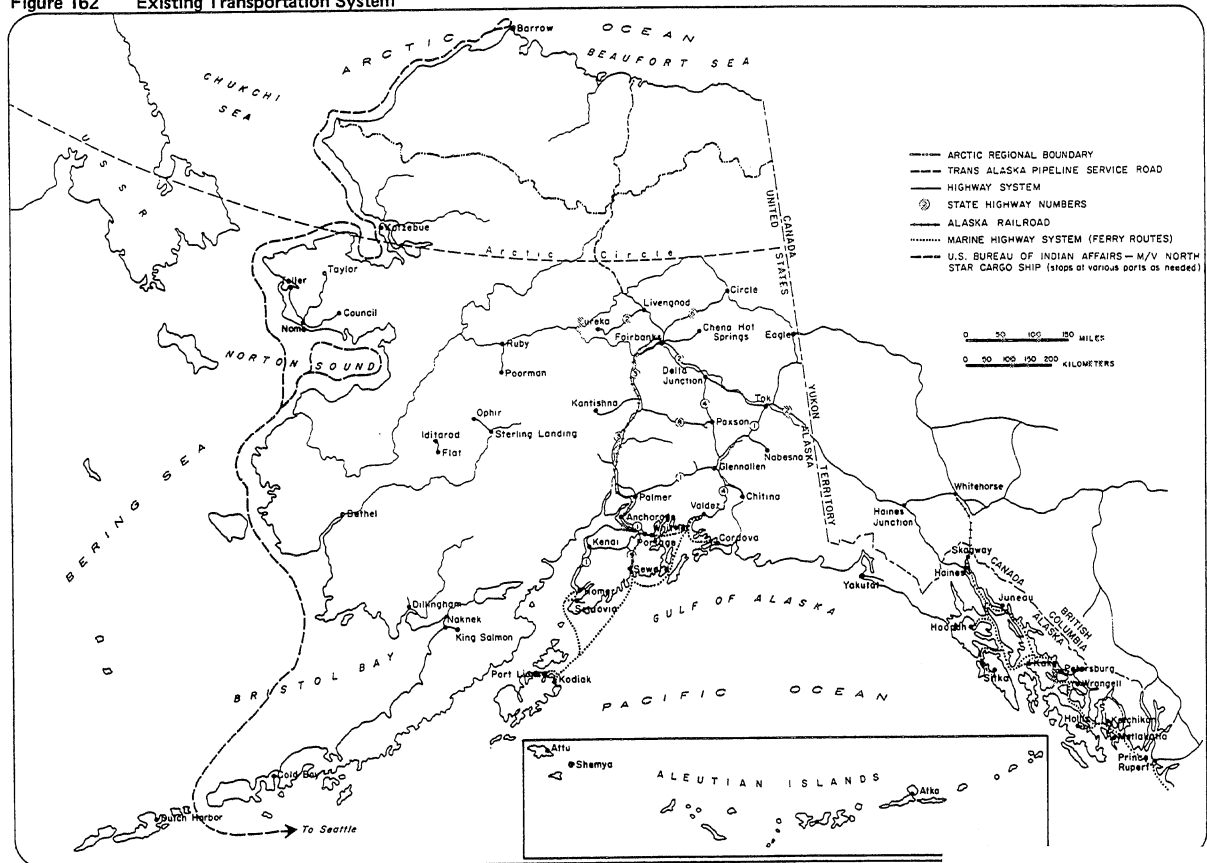 Figure 162 Existing Transportation System
ARCTIC OCEAN
BEAUFORT SEA
CHUKCHI
SEA
USSR
Barrow
ARCTIC REGIONAL BOUNDARY
TRANS ALASKA PIPELINE SERVICE ROAD
HIGHWAY SYSTEM
② STATE HIGHWAY NUMBERS
ALASKA RAILROAD
MARINE HIGHWAY SYSTEM (FERRY ROUTES)
U.S. BUREAU OF INDIAN AFFAIRS — M/V NORTH
STAR CARGO SHIP (stops at various ports as needed)
0 50 100 150 MILES
0 50 100 150 200 KILOMETERS
UNITED STATES
CANADA
Kotzebue
Arctic Circle
Taylor
Teller
Council
Nome
NORTON SOUND
Circle
Livengood
Eureka
Chena Hot
Springs
Fairbanks
Eagle
Ruby
Poorman
Delta
Junction
Tok
YUKON TERRITORY
ALASKA
Kantishna
Paxson
Ophir
Sterling Landing
Iditarod
Flat
Nabesna
Glennallen
BERING SEA
Palmer
Valdez
Chitina
Whitehorse
Haines
Junction
Bethel
Anchorage
Whittier
Kenai
Portage
Cordova
Seward
Skagway
Haines
CANADA
Yakutat
Homer
Seldovia
GULF OF ALASKA
Juneau
BRITISH COLUMBIA
ALASKA
Hoonah
Dillingham
Naknek
King Salmon
BRISTOL BAY
Port Lions
Kodiak
Kake
Petersburg
Sitka
Wrangell
PACIFIC OCEAN
Hollis
Ketchikan
Metlakatla
Prince
Rupert
Attu
Shemya
ALEUTIAN ISLANDS
Atka
Cold Bay
Dutch Harbor
To Seattle